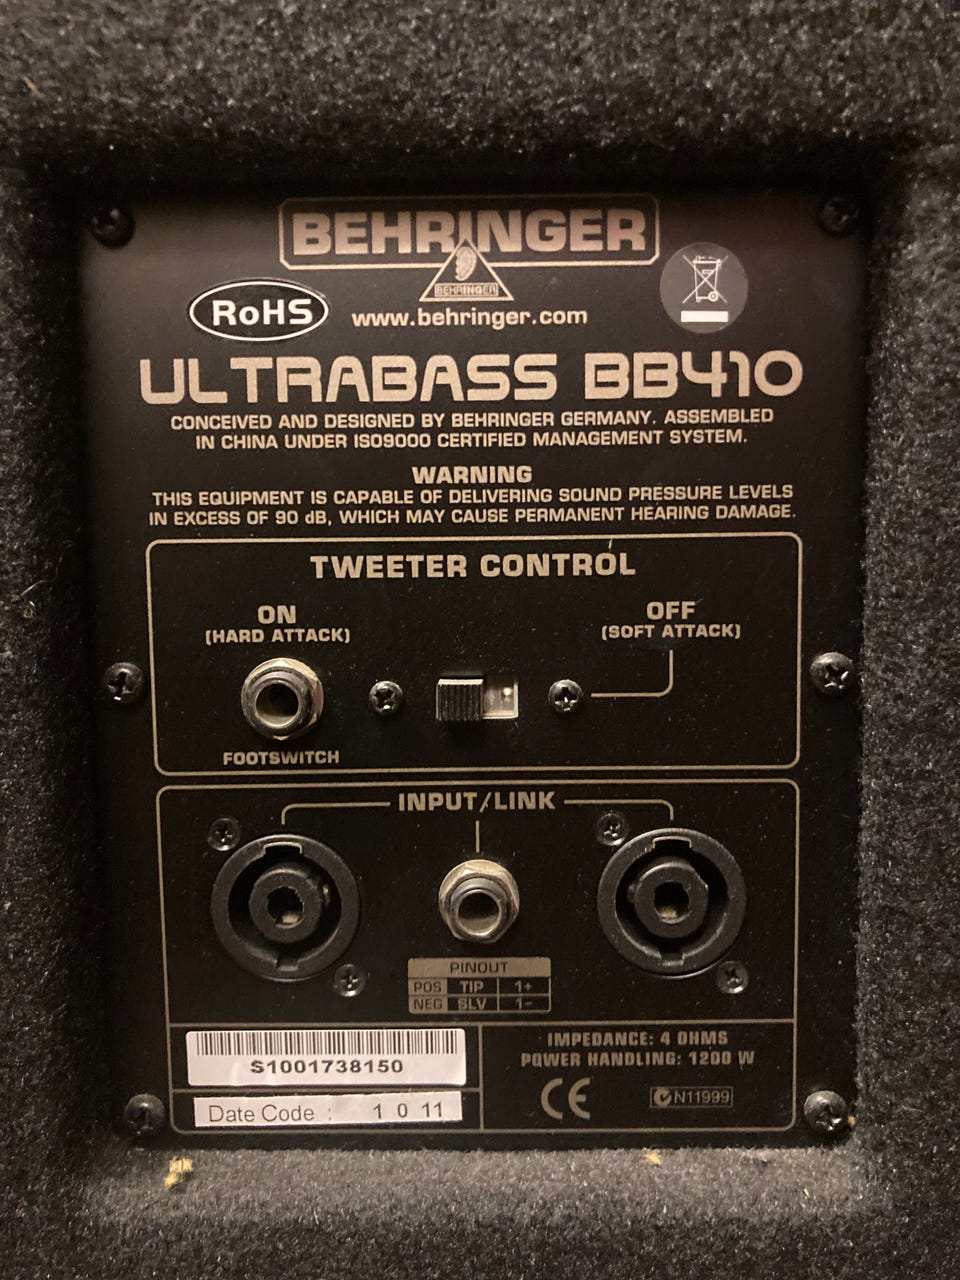 BEHRINGER
BEHRINGER
RoHS
www.behringer.com
ULTRABASS BB410
CONCEIVED AND DESIGNED BY BEHRINGER GERMANY. ASSEMBLED
IN CHINA UNDER ISO9000 CERTIFIED MANAGEMENT SYSTEM.
WARNING
THIS EQUIPMENT IS CAPABLE OF DELIVERING SOUND PRESSURE LEVELS
IN EXCESS OF 90 dB, WHICH MAY CAUSE PERMANENT HEARING DAMAGE.
TWEETER CONTROL
ON
(HARD ATTACK)
OFF
(SOFT ATTACK)
FOOTSWITCH
INPUT/LINK
PINOUT
POS TIP 1+
NEG SLV 1-
S1001738150
Date Code : 1 0 11
IMPEDANCE: 4 OHMS
POWER HANDLING: 1200 W
CE
N11999